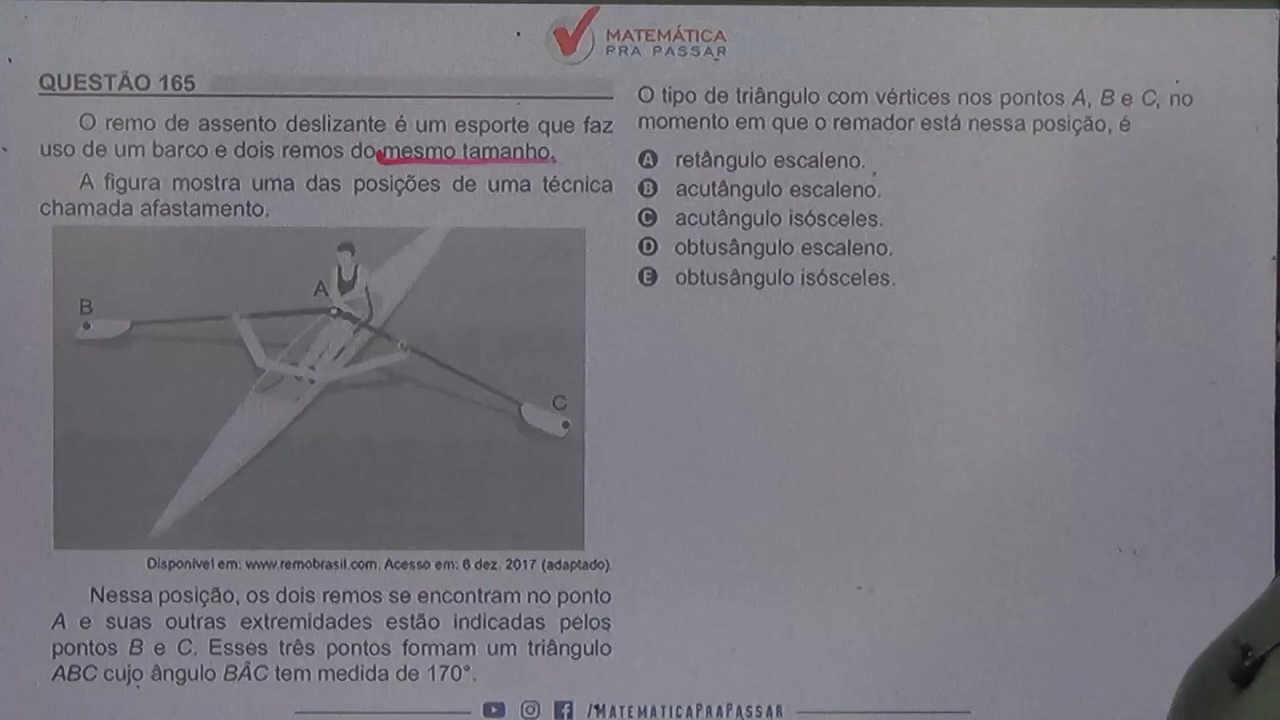 MATEMÁTICA
PRA PASSAR
QUESTÃO 165
O remo de assento deslizante é um esporte que faz
uso de um barco e dois remos do mesmo tamanho.
A figura mostra uma das posições de uma técnica
chamada afastamento.
A
B
C
Disponível em: www.remobrasil.com. Acesso em: 6 dez. 2017 (adaptado).
Nessa posição, os dois remos se encontram no ponto
A e suas outras extremidades estão indicadas pelos
pontos B e C. Esses três pontos formam um triângulo
ABC cujo ângulo BÂC tem medida de 170°.
O tipo de triângulo com vértices nos pontos A, B e C, no
momento em que o remador está nessa posição, é
A retângulo escaleno.
B acutângulo escaleno.
C acutângulo isósceles.
D obtusângulo escaleno.
E obtusângulo isósceles.
/MATEMATICAPRAPASSAR